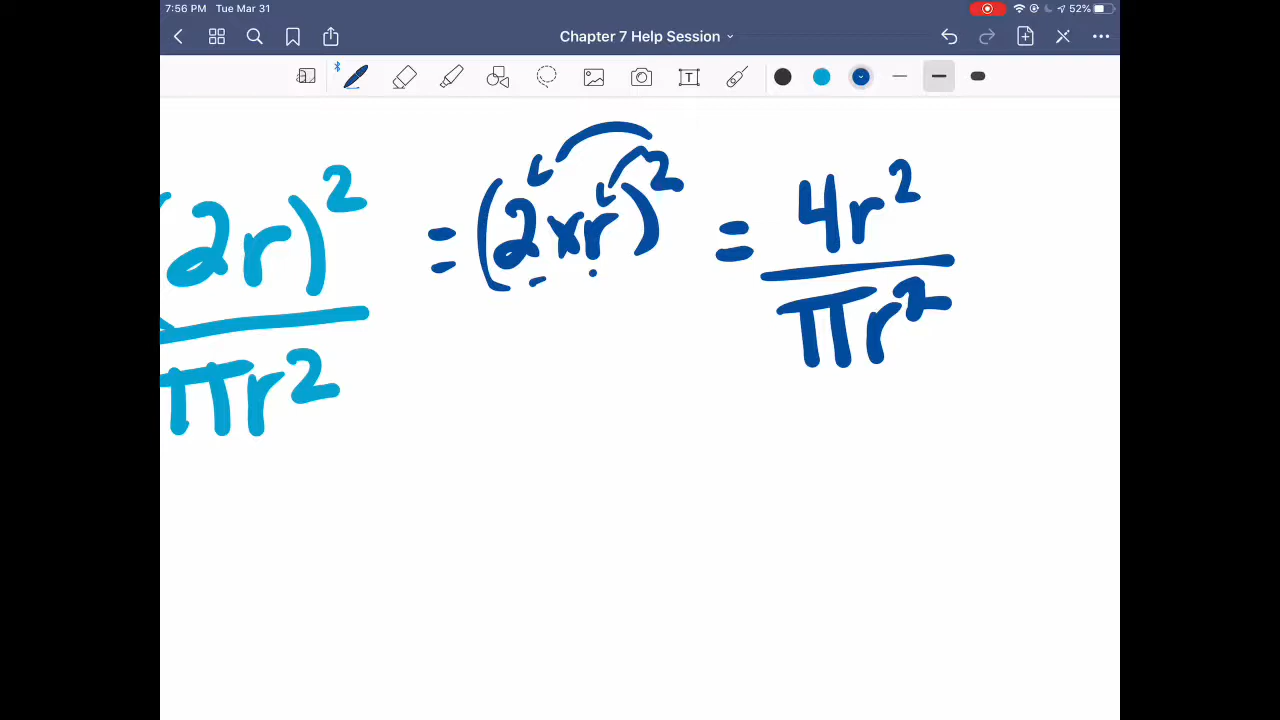 7:56 PM Tue Mar 31
52%
Chapter 7 Help Session
T
(2r)² = (2xr)² = 4r²
πr² πr²